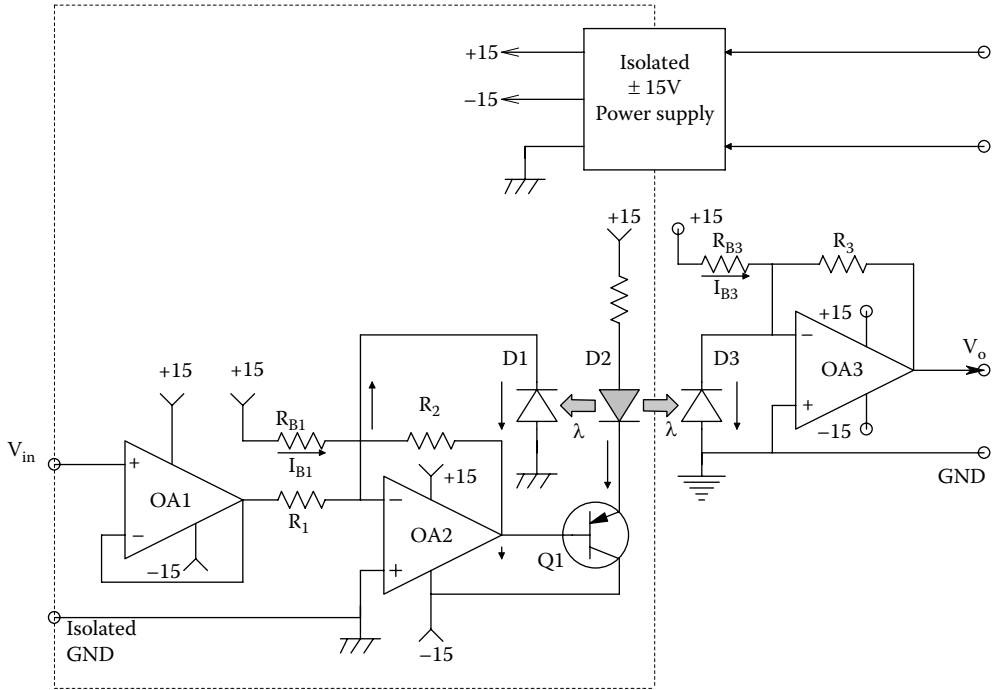 +15
−15
Isolated
± 15V
Power supply
+15
+15
R_B3
I_B3
R_3
+15
OA3
−15
V_o
GND
D1
D2
D3
λ
λ
+15
+15
R_B1
I_B1
R_2
V_in
+
OA1
−
−15
R_1
−
+15
OA2
+
−15
Q1
−
+
Isolated
GND